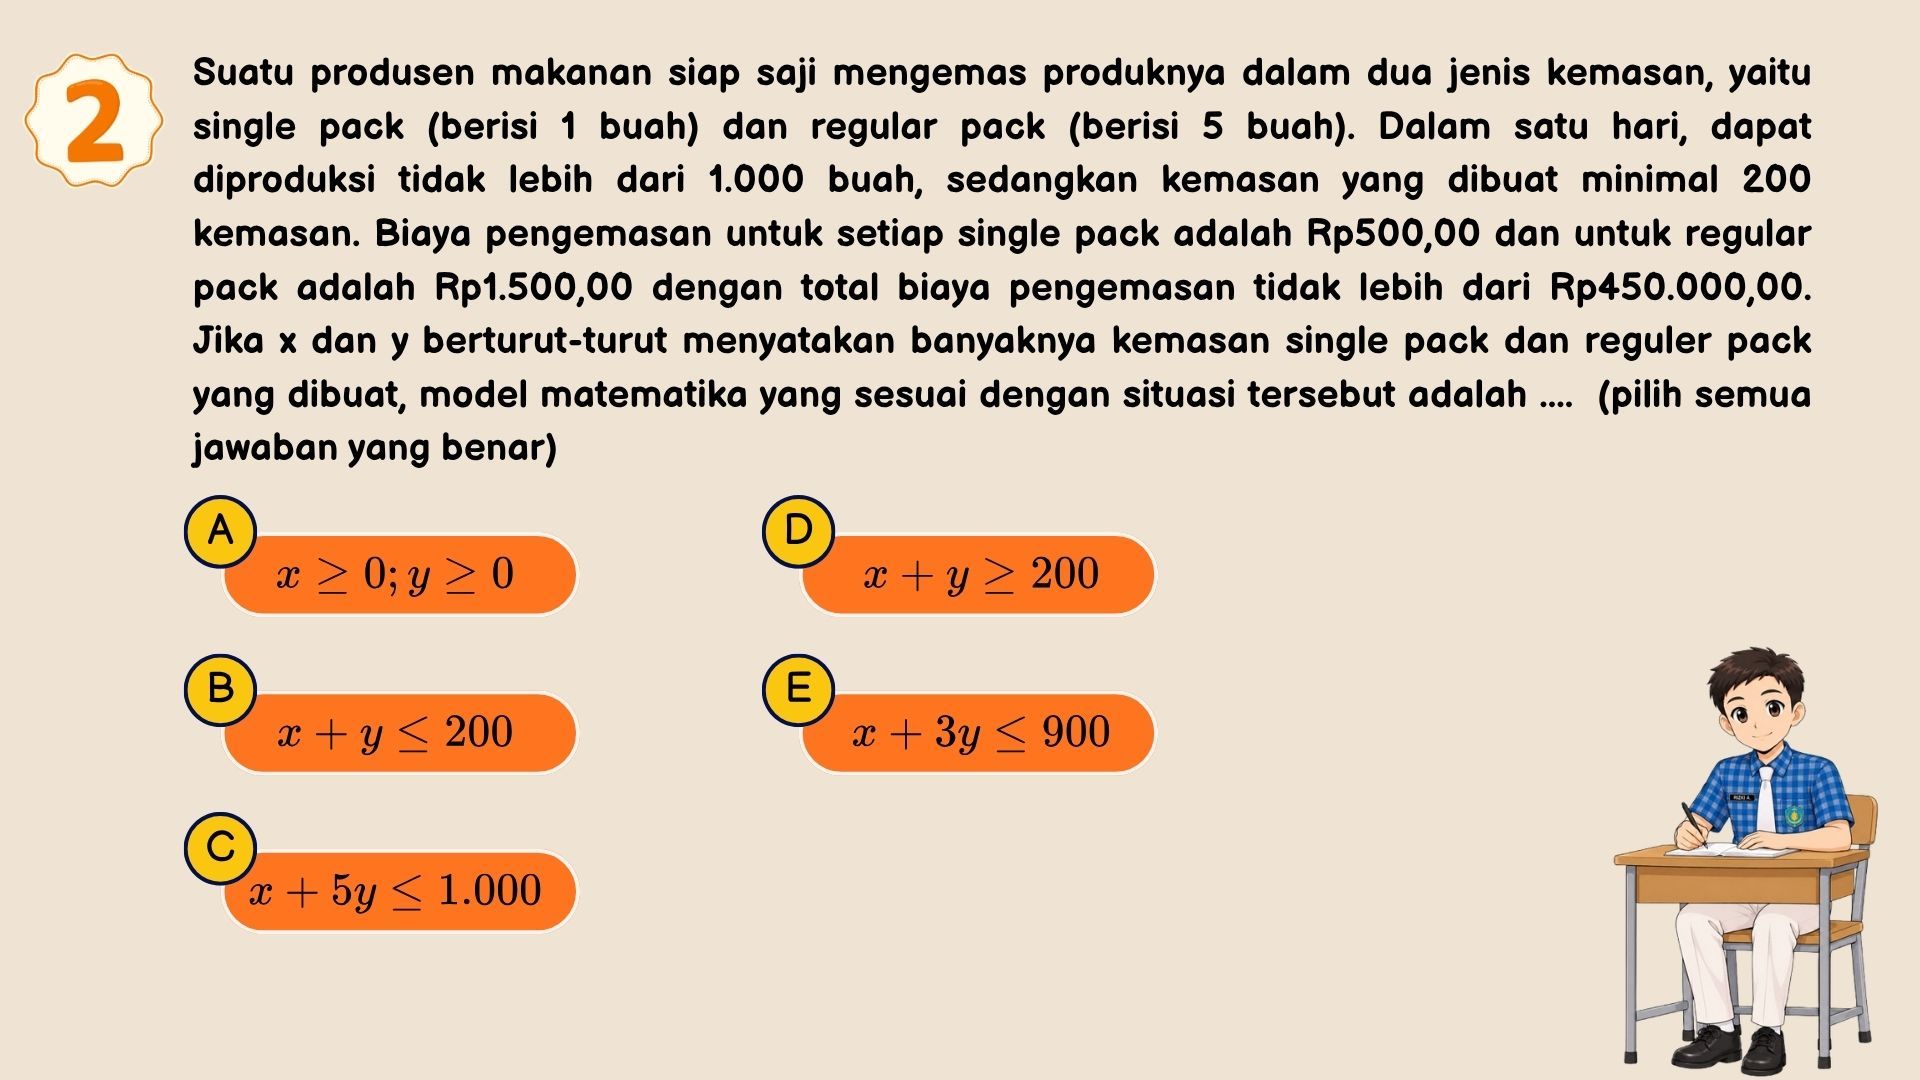 2
Suatu produsen makanan siap saji mengemas produknya dalam dua jenis kemasan, yaitu
single pack (berisi 1 buah) dan regular pack (berisi 5 buah). Dalam satu hari, dapat
diproduksi tidak lebih dari 1.000 buah, sedangkan kemasan yang dibuat minimal 200
kemasan. Biaya pengemasan untuk setiap single pack adalah Rp500,00 dan untuk regular
pack adalah Rp1.500,00 dengan total biaya pengemasan tidak lebih dari Rp450.000,00.
Jika x dan y berturut-turut menyatakan banyaknya kemasan single pack dan reguler pack
yang dibuat, model matematika yang sesuai dengan situasi tersebut adalah .... (pilih semua
jawaban yang benar)
A
x ≥ 0; y ≥ 0
B
x + y ≤ 200
C
x + 5y ≤ 1.000
D
x + y ≥ 200
E
x + 3y ≤ 900